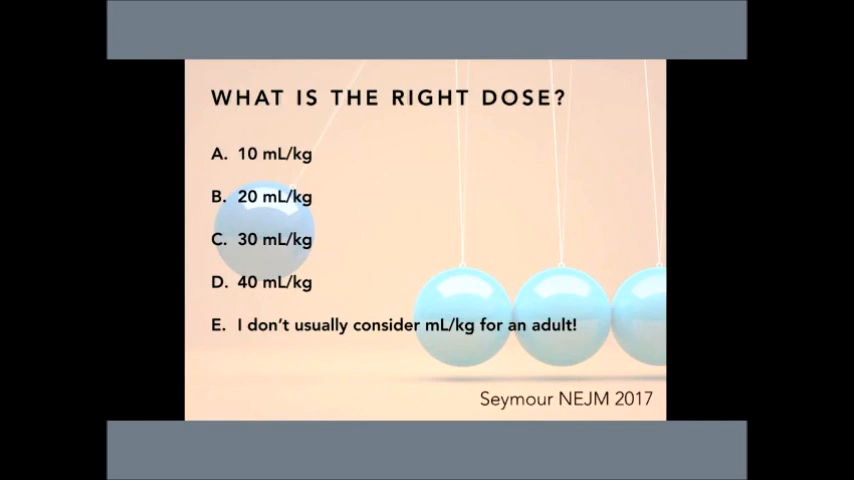 WHAT IS THE RIGHT DOSE?
A. 10 mL/kg
B. 20 mL/kg
C. 30 mL/kg
D. 40 mL/kg
E. I don't usually consider mL/kg for an adult!
Seymour NEJM 2017